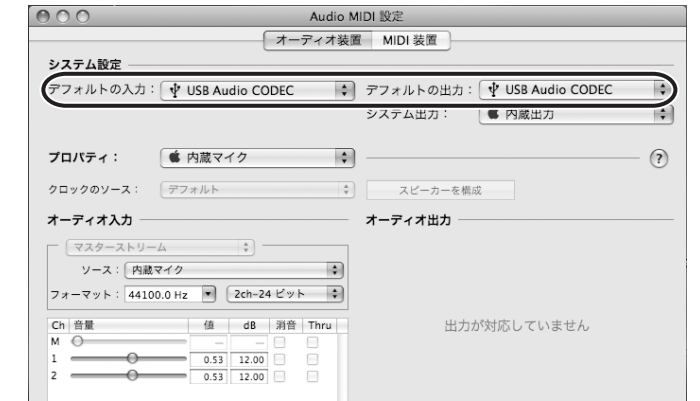 Audio MIDI 設定
オーディオ装置 MIDI 装置
システム設定
デフォルトの入力： USB Audio CODEC デフォルトの出力： USB Audio CODEC
システム出力： 内蔵出力
プロパティ： 内蔵マイク ?
クロックのソース： デフォルト スピーカーを構成
オーディオ入力 オーディオ出力
マスターストリーム
ソース： 内蔵マイク
フォーマット： 44100.0 Hz 2ch-24 ビット
Ch 音量 値 dB 消音 Thru
M — —
1 0.53 12.00
2 0.53 12.00
出力が対応していません